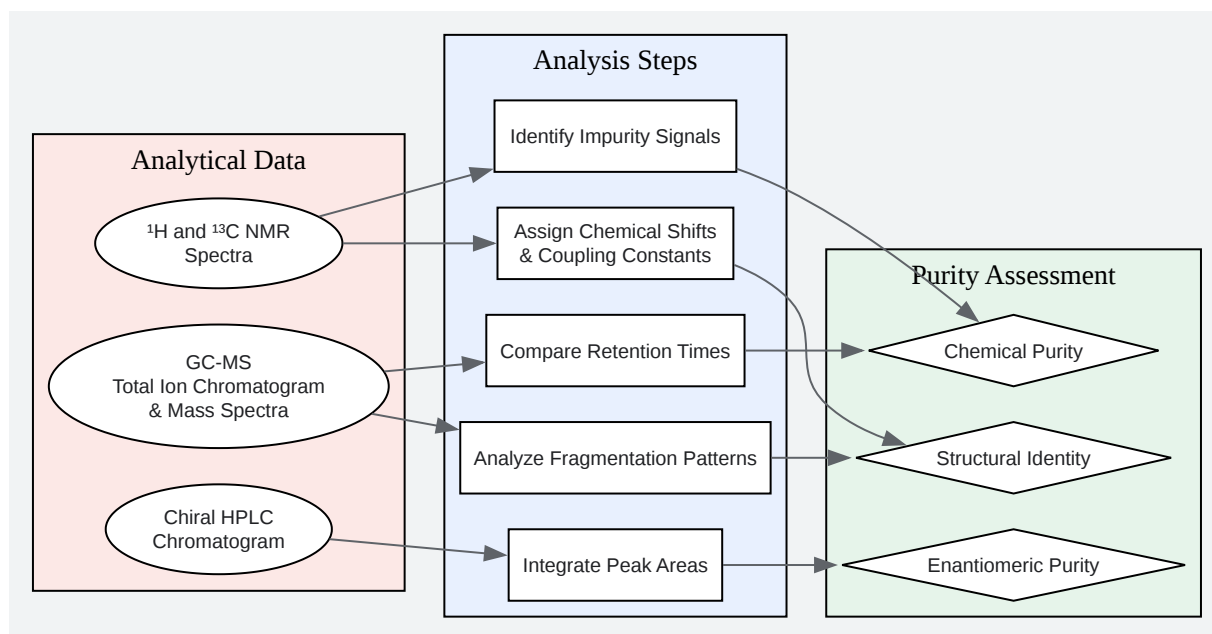 Analytical Data
¹H and ¹³C NMR
Spectra
GC-MS
Total Ion Chromatogram
& Mass Spectra
Chiral HPLC
Chromatogram
Analysis Steps
Identify Impurity Signals
Assign Chemical Shifts
& Coupling Constants
Compare Retention Times
Analyze Fragmentation Patterns
Integrate Peak Areas
Purity Assessment
Chemical Purity
Structural Identity
Enantiomeric Purity